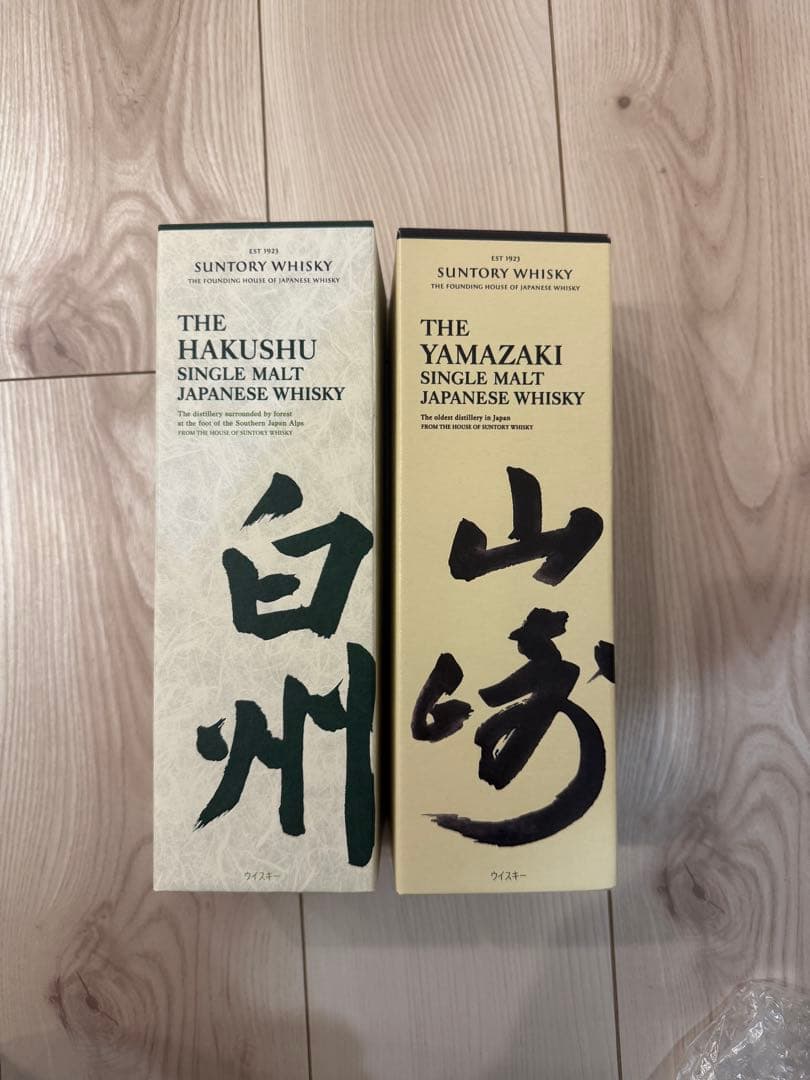 EST 1923
SUNTORY WHISKY
THE FOUNDING HOUSE OF JAPANESE WHISKY
THE
HAKUSHU
SINGLE MALT
JAPANESE WHISKY
The distillery surrounded by forest
at the foot of the Southern Japan Alps
FROM THE HOUSE OF SUNTORY WHISKY
白
州
ウイスキー
EST 1923
SUNTORY WHISKY
THE FOUNDING HOUSE OF JAPANESE WHISKY
THE
YAMAZAKI
SINGLE MALT
JAPANESE WHISKY
The oldest distillery in Japan
FROM THE HOUSE OF SUNTORY WHISKY
山
崎
ウイスキー